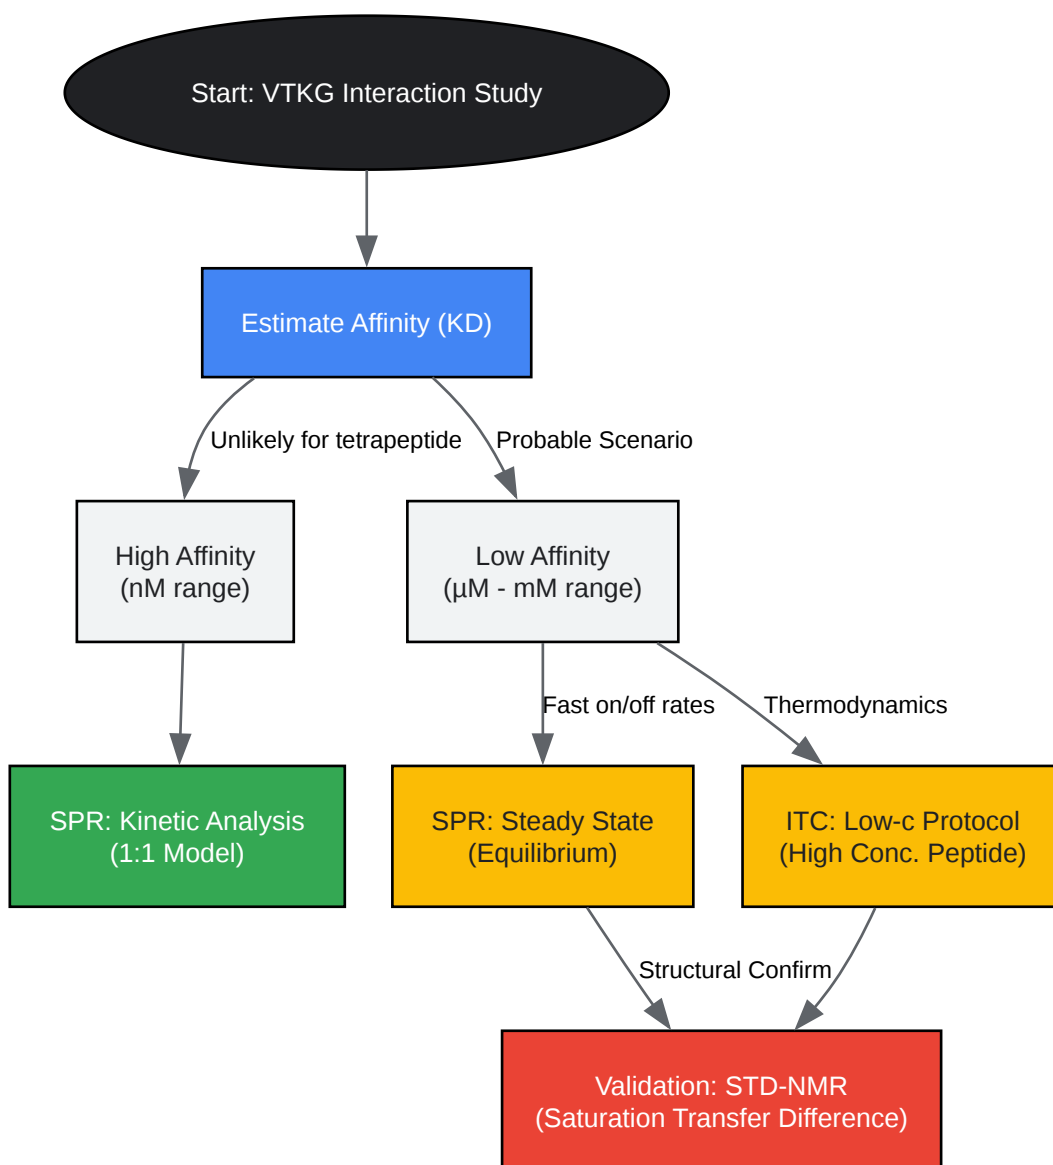 Start: VTKG Interaction Study
Estimate Affinity (KD)
Unlikely for tetrapeptide
Probable Scenario
High Affinity
(nM range)
Low Affinity
(µM - mM range)
Fast on/off rates
Thermodynamics
SPR: Kinetic Analysis
(1:1 Model)
SPR: Steady State
(Equilibrium)
ITC: Low-c Protocol
(High Conc. Peptide)
Structural Confirm
Validation: STD-NMR
(Saturation Transfer Difference)